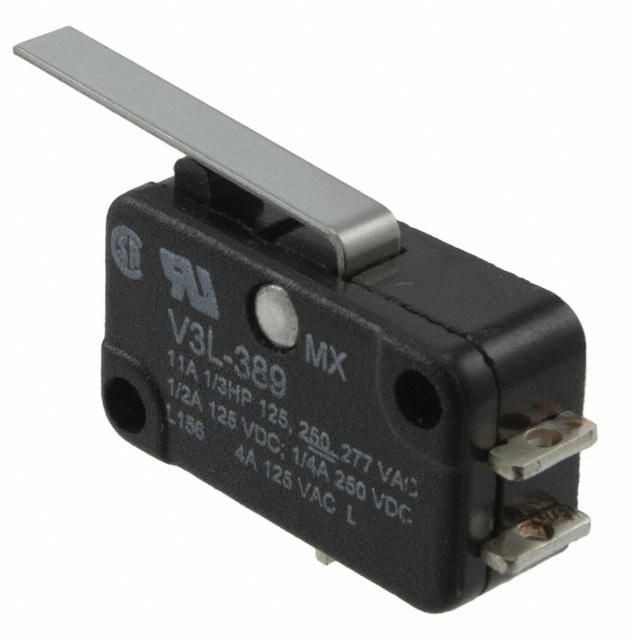 V3L-389
MX
11A 1/3HP 125, 250, 277 VAC
1/2A 125 VDC; 1/4A 250 VDC
L156
4A 125 VAC L